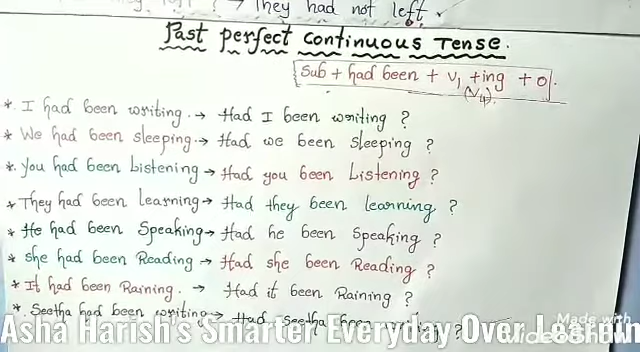 → They had not left.
Past perfect Continuous Tense.
Sub + had been + V1 +ing + obj.
(V4)
* I had been writing. → Had I been writing ?
* We had been sleeping. → Had we been sleeping ?
* You had been Listening → Had you been Listening ?
* They had been learning → Had they been learning ?
* He had been Speaking → Had he been Speaking ?
* She had been Reading → Had she been Reading ?
* It had been Raining. → Had it been Raining ?
* Seetha had been writing → Had Seetha been writing ?
Made with
Asha Harish's Smarter Everyday Over Learnin
VideoShow